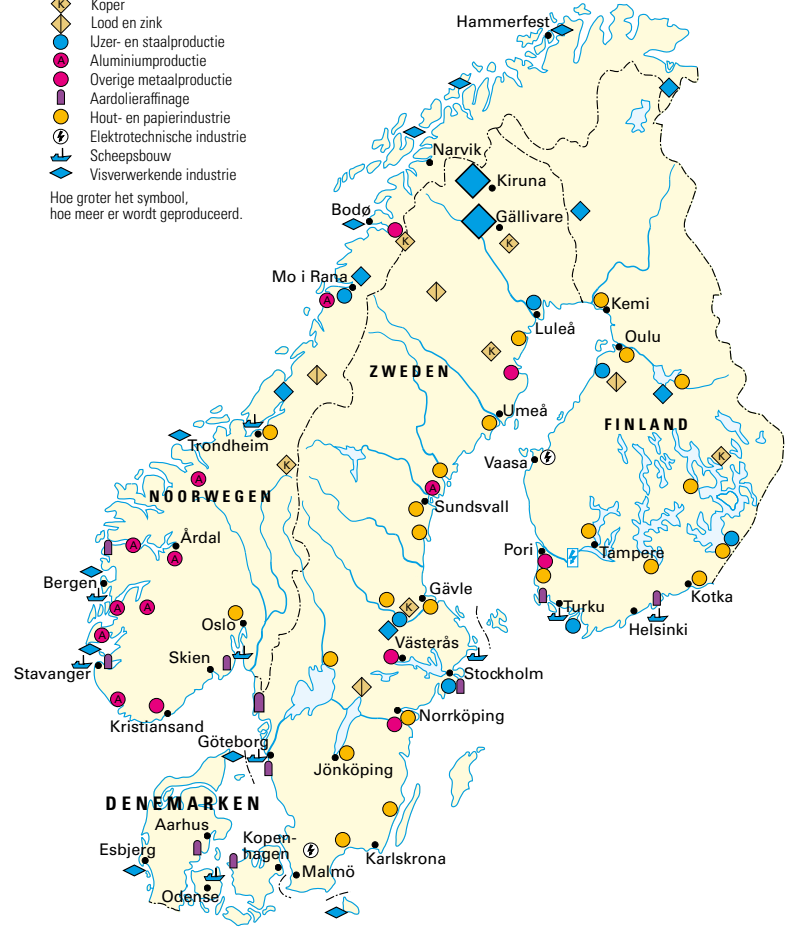 Koper
Lood en zink
IJzer- en staalproductie
Aluminiumproductie
Overige metaalproductie
Aardolieraffinage
Hout- en papierindustrie
Elektrotechnische industrie
Scheepsbouw
Visverwerkende industrie
Hoe groter het symbool,
hoe meer er wordt geproduceerd.
Hammerfest
Narvik
Kiruna
Bodø
Gällivare
Mo i Rana
Kemi
Luleå
Oulu
ZWEDEN
Umeå
FINLAND
Trondheim
Vaasa
NOORWEGEN
Sundsvall
Årdal
Pori
Tampere
Bergen
Gävle
Kotka
Turku
Oslo
Helsinki
Västerås
Skien
Stavanger
Stockholm
Norrköping
Kristiansand
Göteborg
Jönköping
DENEMARKEN
Aarhus
Kopen-
hagen
Esbjerg
Karlskrona
Malmö
Odense
K
A
K
K
A
K
K
A
A
K
A
A
A
A
K
A
A